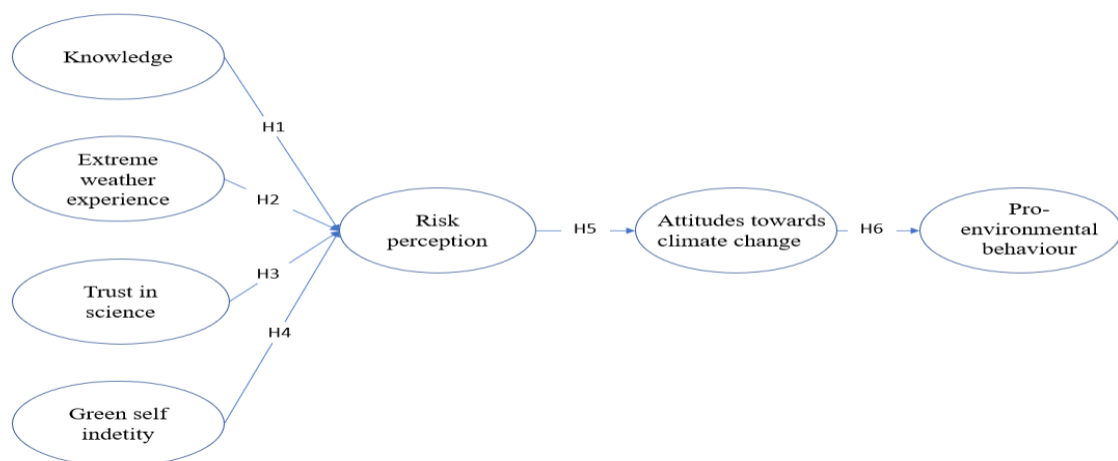 Knowledge
H1
Extreme
weather
experience
H2
Trust in
science
H3
Green self
indetity
H4
Risk
perception
H5
Attitudes towards
climate change
H6
Pro-
environmental
behaviour